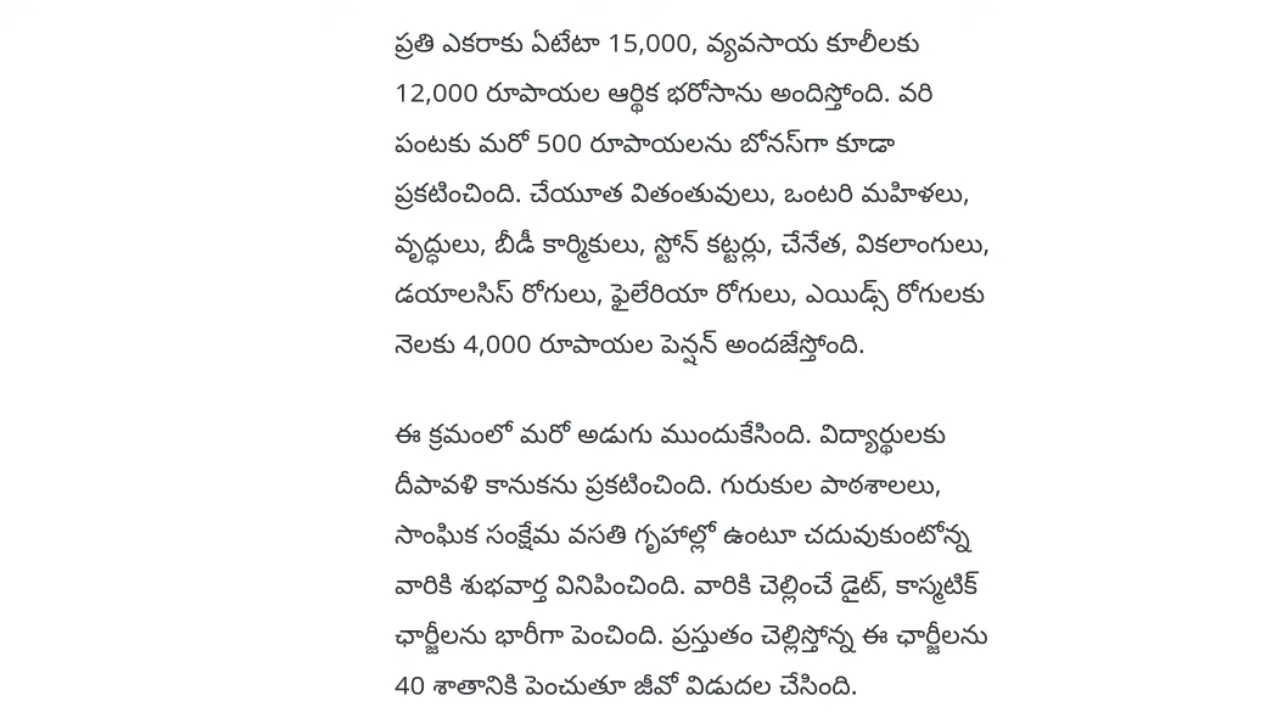 ప్రతి ఎకరాకు ఏటేటా 15,000, వ్యవసాయ కూలీలకు
12,000 రూపాయల ఆర్థిక భరోసాను అందిస్తోంది. వరి
పంటకు మరో 500 రూపాయలను బోనస్‌గా కూడా
ప్రకటించింది. చేయూత వితంతువులు, ఒంటరి మహిళలు,
వృద్ధులు, బీడీ కార్మికులు, స్టోన్ కట్టర్లు, చేనేత, వికలాంగులు,
డయాలసిస్ రోగులు, ఫైలేరియా రోగులు, ఎయిడ్స్ రోగులకు
నెలకు 4,000 రూపాయల పెన్షన్ అందజేస్తోంది.
ఈ క్రమంలో మరో అడుగు ముందుకేసింది. విద్యార్థులకు
దీపావళి కానుకను ప్రకటించింది. గురుకుల పాఠశాలలు,
సాంఘిక సంక్షేమ వసతి గృహాల్లో ఉంటూ చదువుకుంటోన్న
వారికి శుభవార్త వినిపించింది. వారికి చెల్లించే డైట్, కాస్మటిక్
ఛార్జీలను భారీగా పెంచింది. ప్రస్తుతం చెల్లిస్తోన్న ఈ ఛార్జీలను
40 శాతానికి పెంచుతూ జీవో విడుదల చేసింది.